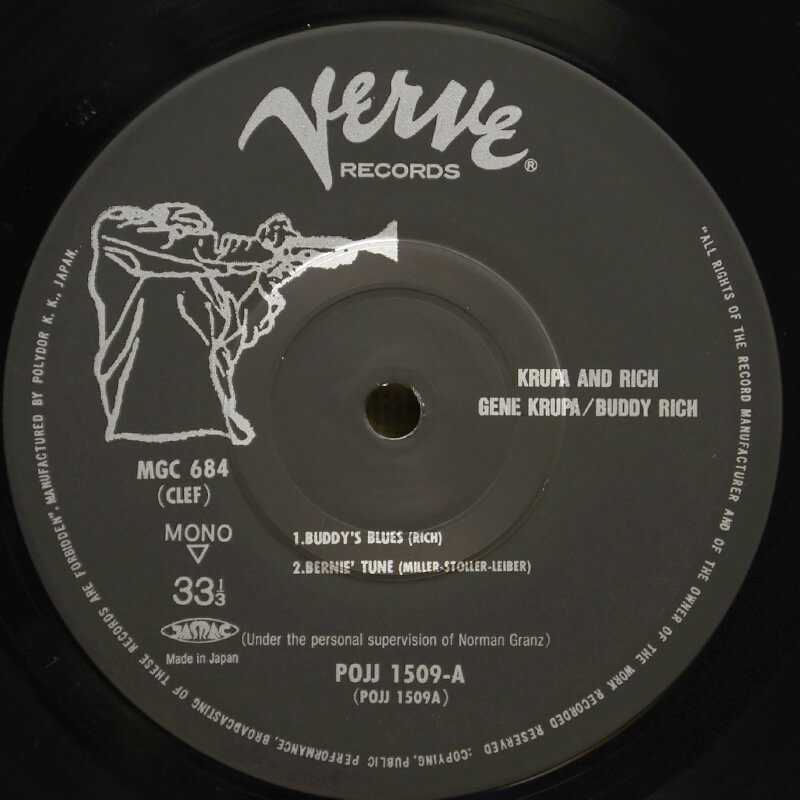 Verve
RECORDS®
KRUPA AND RICH
GENE KRUPA/BUDDY RICH
MGC 684
(CLEF)
MONO
▽
33⅓
1.BUDDY'S BLUES (RICH)
2.BERNIE' TUNE (MILLER-STOLLER-LEIBER)
JASRAC
Made in Japan
(Under the personal supervision of Norman Granz)
POJJ 1509-A
(POJJ 1509A)
"ALL RIGHTS OF THE RECORD MANUFACTURER AND OF THE OWNER OF THE WORK RECORDED RESERVED :COPYING, PUBLIC PERFORMANCE, BROADCASTING OF THESE RECORDS ARE FORBIDDEN". MANUFACTURED BY POLYDOR K. K., JAPAN.